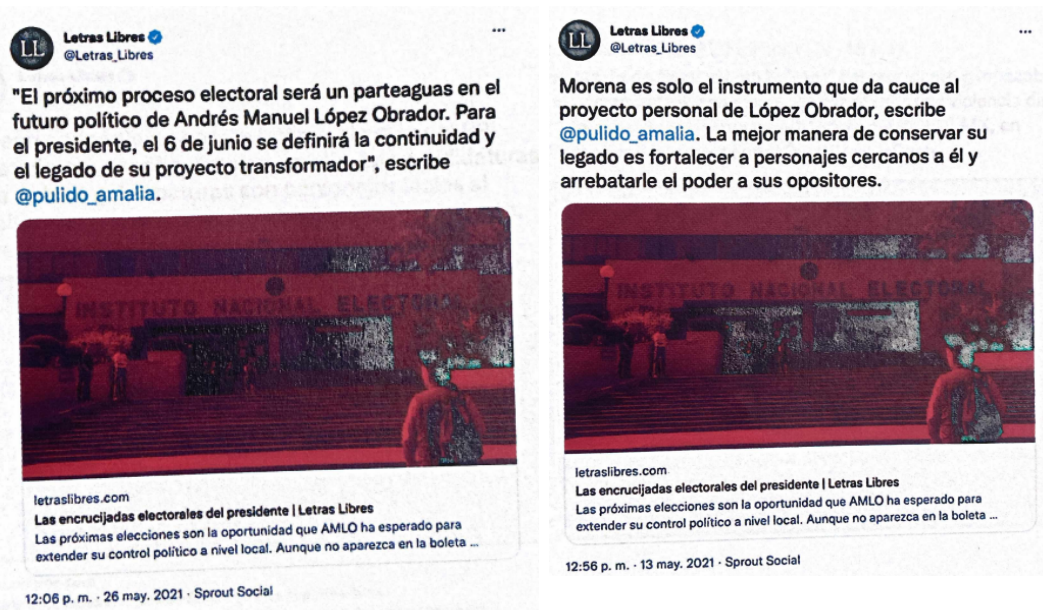 LL
Letras Libres
@Letras_Libres
"El próximo proceso electoral será un parteaguas en el
futuro político de Andrés Manuel López Obrador. Para
el presidente, el 6 de junio se definirá la continuidad y
el legado de su proyecto transformador", escribe
@pulido_amalia.
INSTITUTO NACIONAL ELECTORAL
letraslibres.com
Las encrucijadas electorales del presidente | Letras Libres
Las próximas elecciones son la oportunidad que AMLO ha esperado para
extender su control político a nivel local. Aunque no aparezca en la boleta ...
12:06 p. m. · 26 may. 2021 · Sprout Social
LL
Letras Libres
@Letras_Libres
Morena es solo el instrumento que da cauce al
proyecto personal de López Obrador, escribe
@pulido_amalia. La mejor manera de conservar su
legado es fortalecer a personajes cercanos a él y
arrebatarle el poder a sus opositores.
INSTITUTO NACIONAL ELECTORAL
letraslibres.com
Las encrucijadas electorales del presidente | Letras Libres
Las próximas elecciones son la oportunidad que AMLO ha esperado para
extender su control político a nivel local. Aunque no aparezca en la boleta ...
12:56 p. m. · 13 may. 2021 · Sprout Social